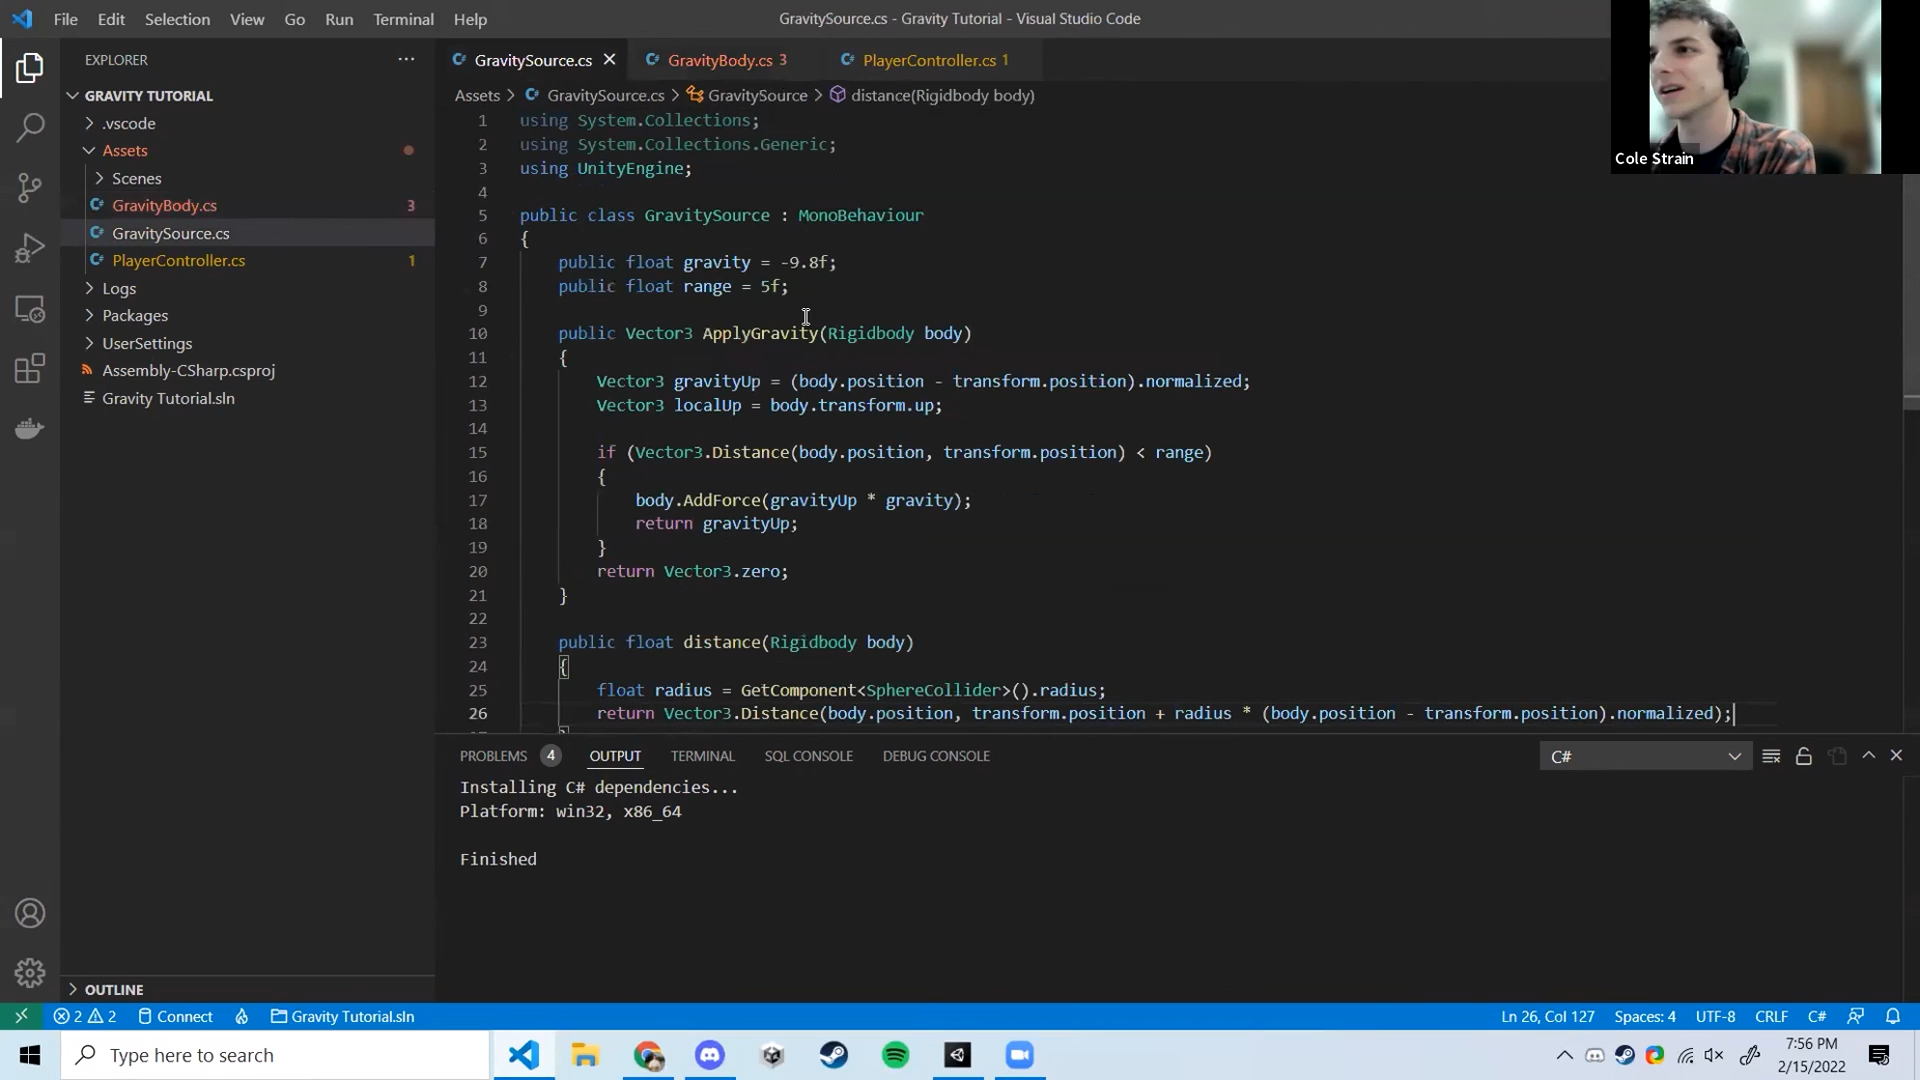 File Edit Selection View Go Run Terminal Help
GravitySource.cs - Gravity Tutorial - Visual Studio Code
EXPLORER
GravitySource.cs
GravityBody.cs 3
PlayerController.cs 1
Assets > GravitySource.cs > GravitySource > distance(Rigidbody body)
GRAVITY TUTORIAL
.vscode
Assets
Scenes
GravityBody.cs 3
GravitySource.cs
PlayerController.cs 1
Logs
Packages
UserSettings
Assembly-CSharp.csproj
Gravity Tutorial.sln
OUTLINE
Cole Strain
1 using System.Collections;
2 using System.Collections.Generic;
3 using UnityEngine;
4
5 public class GravitySource : MonoBehaviour
6 {
7 public float gravity = -9.8f;
8 public float range = 5f;
9
10 public Vector3 ApplyGravity(Rigidbody body)
11 {
12 Vector3 gravityUp = (body.position - transform.position).normalized;
13 Vector3 localUp = body.transform.up;
14
15 if (Vector3.Distance(body.position, transform.position) < range)
16 {
17 body.AddForce(gravityUp * gravity);
18 return gravityUp;
19 }
20 return Vector3.zero;
21 }
22
23 public float distance(Rigidbody body)
24 {
25 float radius = GetComponent<SphereCollider>().radius;
26 return Vector3.Distance(body.position, transform.position + radius * (body.position - transform.position).normalized);
PROBLEMS 4 OUTPUT TERMINAL SQL CONSOLE DEBUG CONSOLE
C#
Installing C# dependencies...
Platform: win32, x86_64
Finished
2 2 Connect Gravity Tutorial.sln
Ln 26, Col 127 Spaces: 4 UTF-8 CRLF C#
Type here to search
7:56 PM
2/15/2022